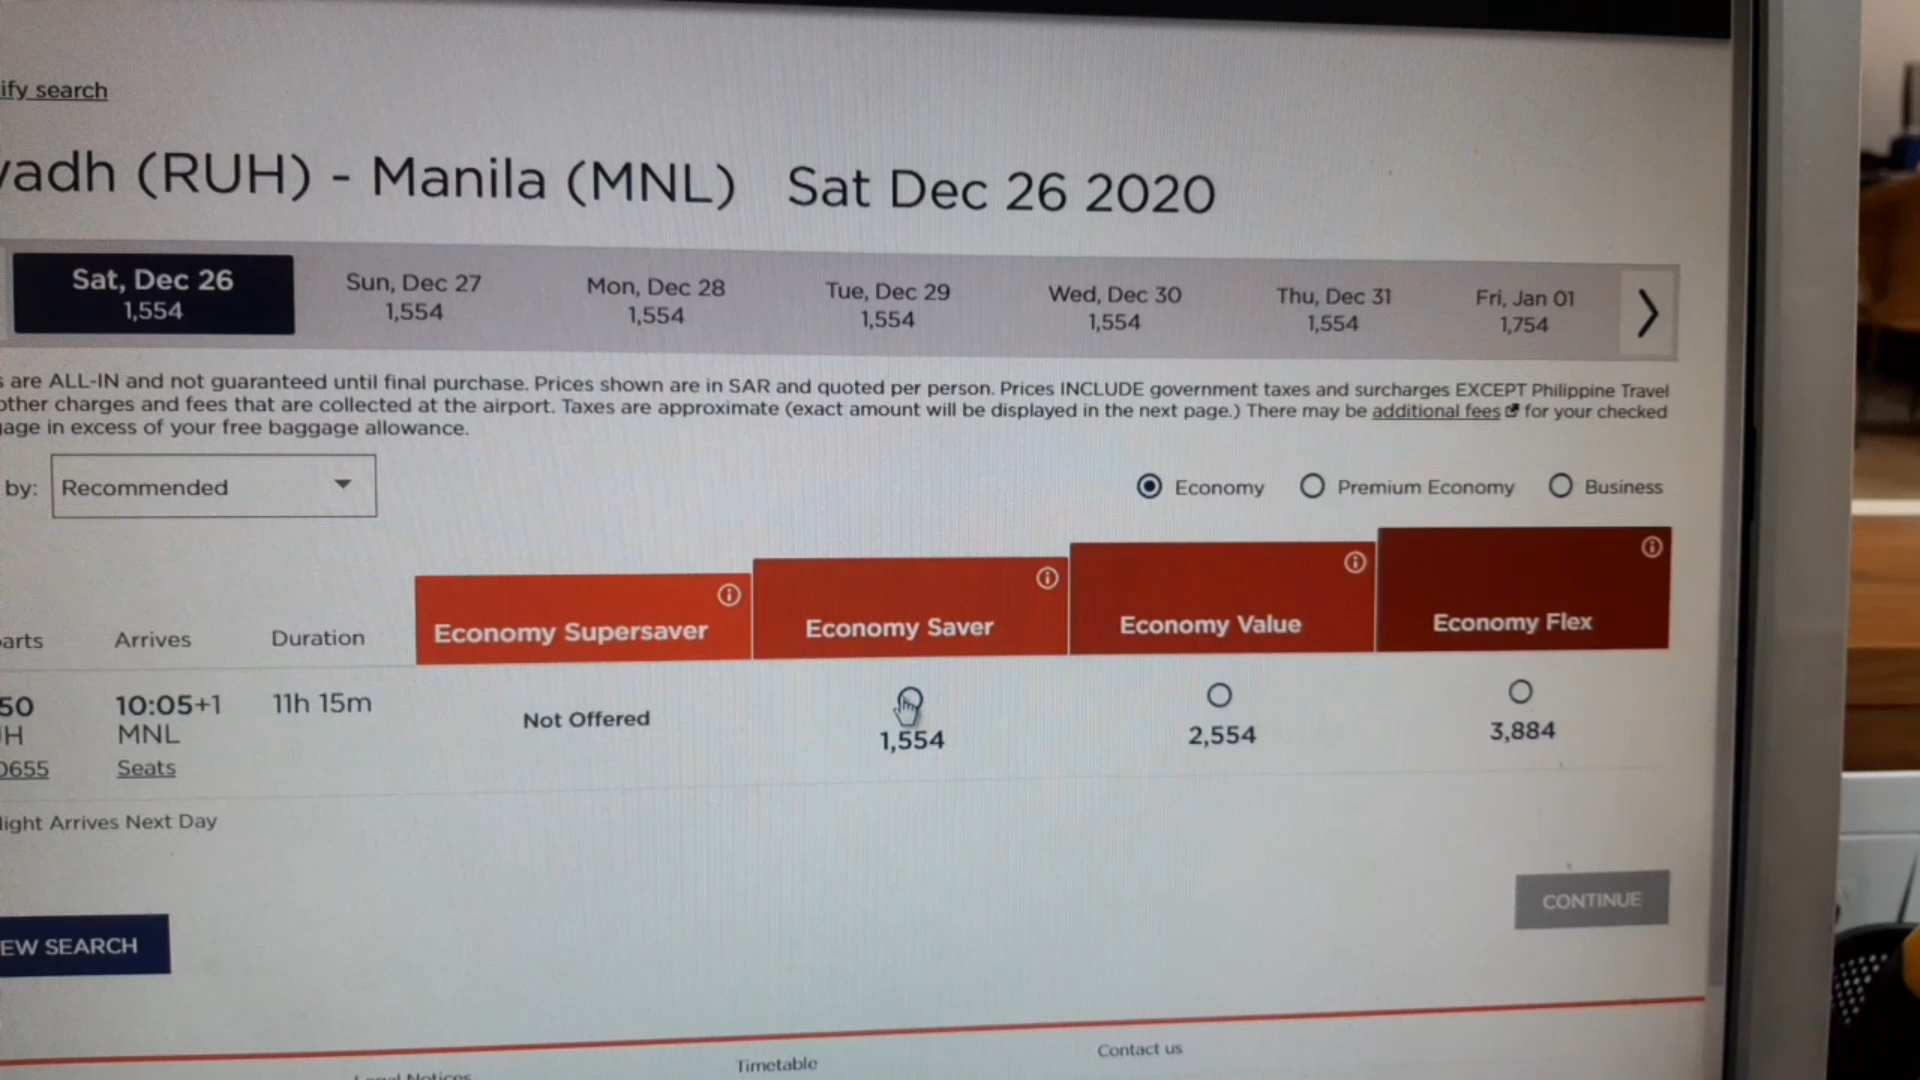 ify search
yadh (RUH) - Manila (MNL) Sat Dec 26 2020
Sat, Dec 26
1,554
Sun, Dec 27
1,554
Mon, Dec 28
1,554
Tue, Dec 29
1,554
Wed, Dec 30
1,554
Thu, Dec 31
1,554
Fri, Jan 01
1,754
s are ALL-IN and not guaranteed until final purchase. Prices shown are in SAR and quoted per person. Prices INCLUDE government taxes and surcharges EXCEPT Philippine Travel
other charges and fees that are collected at the airport. Taxes are approximate (exact amount will be displayed in the next page.) There may be additional fees for your checked
gage in excess of your free baggage allowance.
by: Recommended
Economy Premium Economy Business
arts Arrives Duration Economy Supersaver Economy Saver Economy Value Economy Flex
50 10:05+1 11h 15m Not Offered 1,554 2,554 3,884
H MNL
0655 Seats
light Arrives Next Day
CONTINUE
EW SEARCH
Legal Notices Timetable Contact us